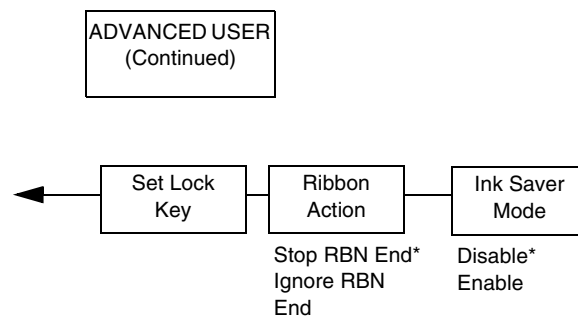 ADVANCED USER
(Continued)
Set Lock
Key
Ribbon
Action
Ink Saver
Mode
Stop RBN End*
Ignore RBN
End
Disable*
Enable